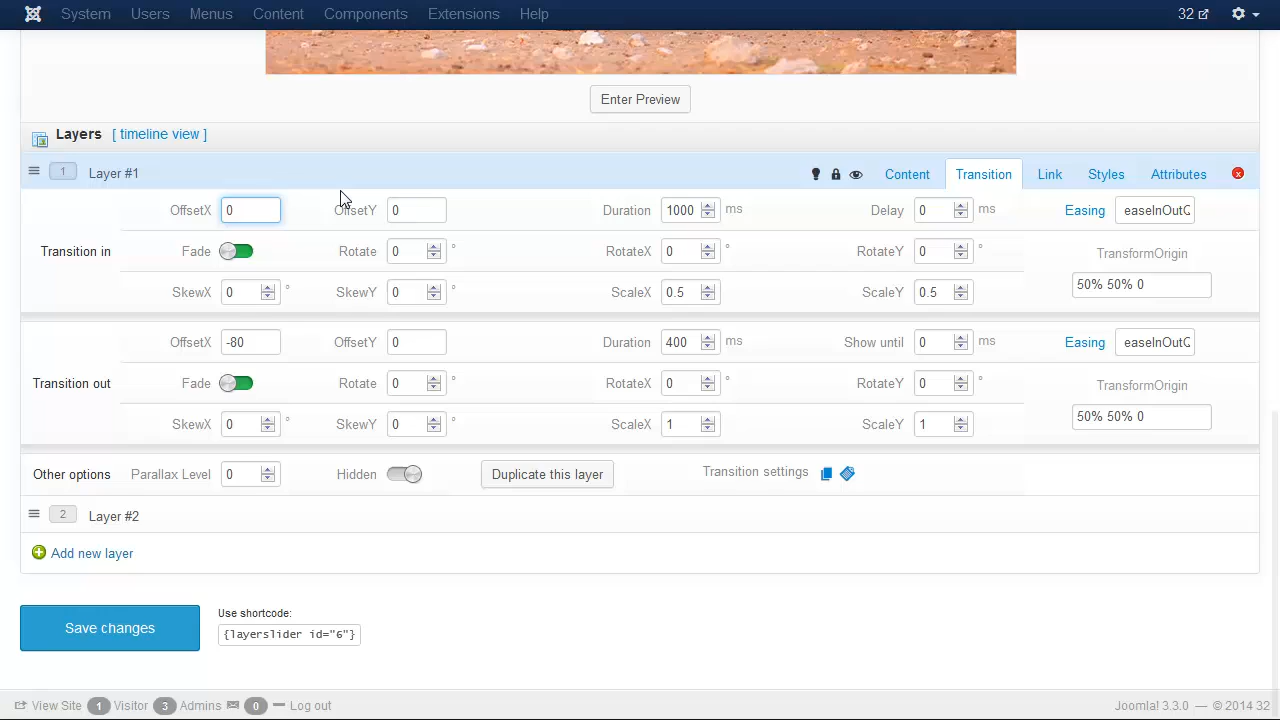 System Users Menus Content Components Extensions Help 32
Enter Preview
Layers [ timeline view ]
1 Layer #1 Content Transition Link Styles Attributes x
OffsetX 0 OffsetY 0 Duration 1000 ms Delay 0 ms Easing easeInOutQ
Transition in Fade Rotate 0 ° RotateX 0 ° RotateY 0 ° TransformOrigin
SkewX 0 ° SkewY 0 ° ScaleX 0.5 ScaleY 0.5 50% 50% 0
OffsetX -80 OffsetY 0 Duration 400 ms Show until 0 ms Easing easeInOutQ
Transition out Fade Rotate 0 ° RotateX 0 ° RotateY 0 ° TransformOrigin
SkewX 0 ° SkewY 0 ° ScaleX 1 ScaleY 1 50% 50% 0
Other options Parallax Level 0 Hidden Duplicate this layer Transition settings
2 Layer #2
Add new layer
Save changes
Use shortcode:
{layerslider id="6"}
View Site 1 Visitor 3 Admins 0 Log out Joomla! 3.3.0 — © 2014 32